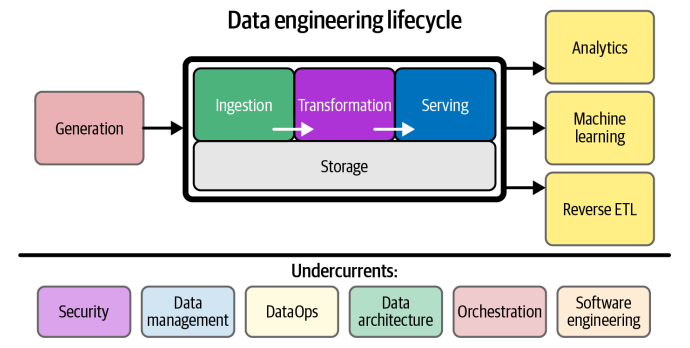 Data engineering lifecycle
Generation
Ingestion
Transformation
Serving
Storage
Analytics
Machine
learning
Reverse ETL
Undercurrents:
Security
Data
management
DataOps
Data
architecture
Orchestration
Software
engineering